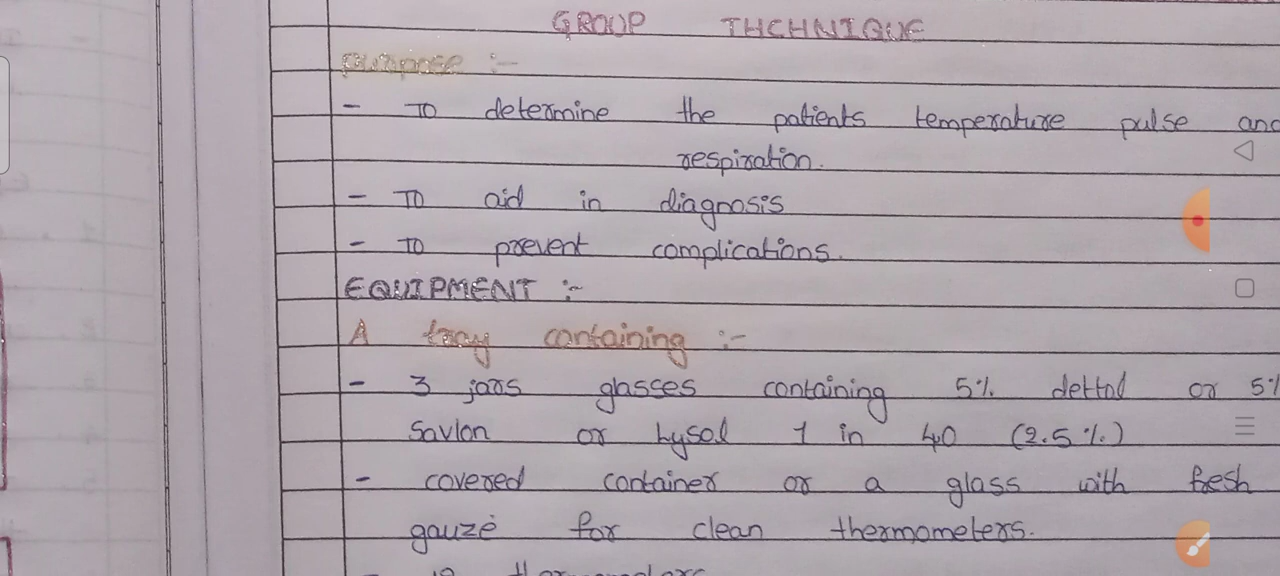 GROUP THCHNIQUE
purpose :-
- To determine the patients temperature pulse and
respiration.
- To aid in diagnosis
- To prevent complications.
EQUIPMENT :-
A tray containing :-
- 3 jars glasses containing 5% dettol or 5%
Savlon or Lysol 1 in 40 (2.5%.)
- covered container or a glass with fresh
gauze for clean thermometers.